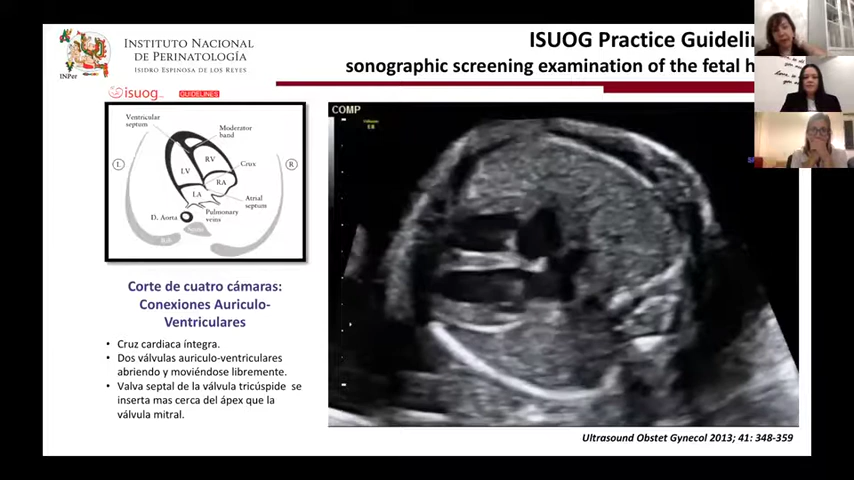 ISUOG Practice Guidelin
sonographic screening examination of the fetal h
INSTITUTO NACIONAL
DE PERINATOLOGÍA
ISIDRO ESPINOSA DE LOS REYES
INPer
isuog
GUIDELINES
Ventricular
septum
Moderator
band
L
R
RV
LV
Crux
RA
LA
Atrial
septum
D. Aorta
Pulmonary
veins
Rib
Corte de cuatro cámaras:
Conexiones Auriculo-
Ventriculares
• Cruz cardiaca íntegra.
• Dos válvulas auriculo-ventriculares
abriendo y moviéndose libremente.
• Valva septal de la válvula tricúspide se
inserta mas cerca del ápex que la
válvula mitral.
COMP
Ultrasound Obstet Gynecol 2013; 41: 348-359